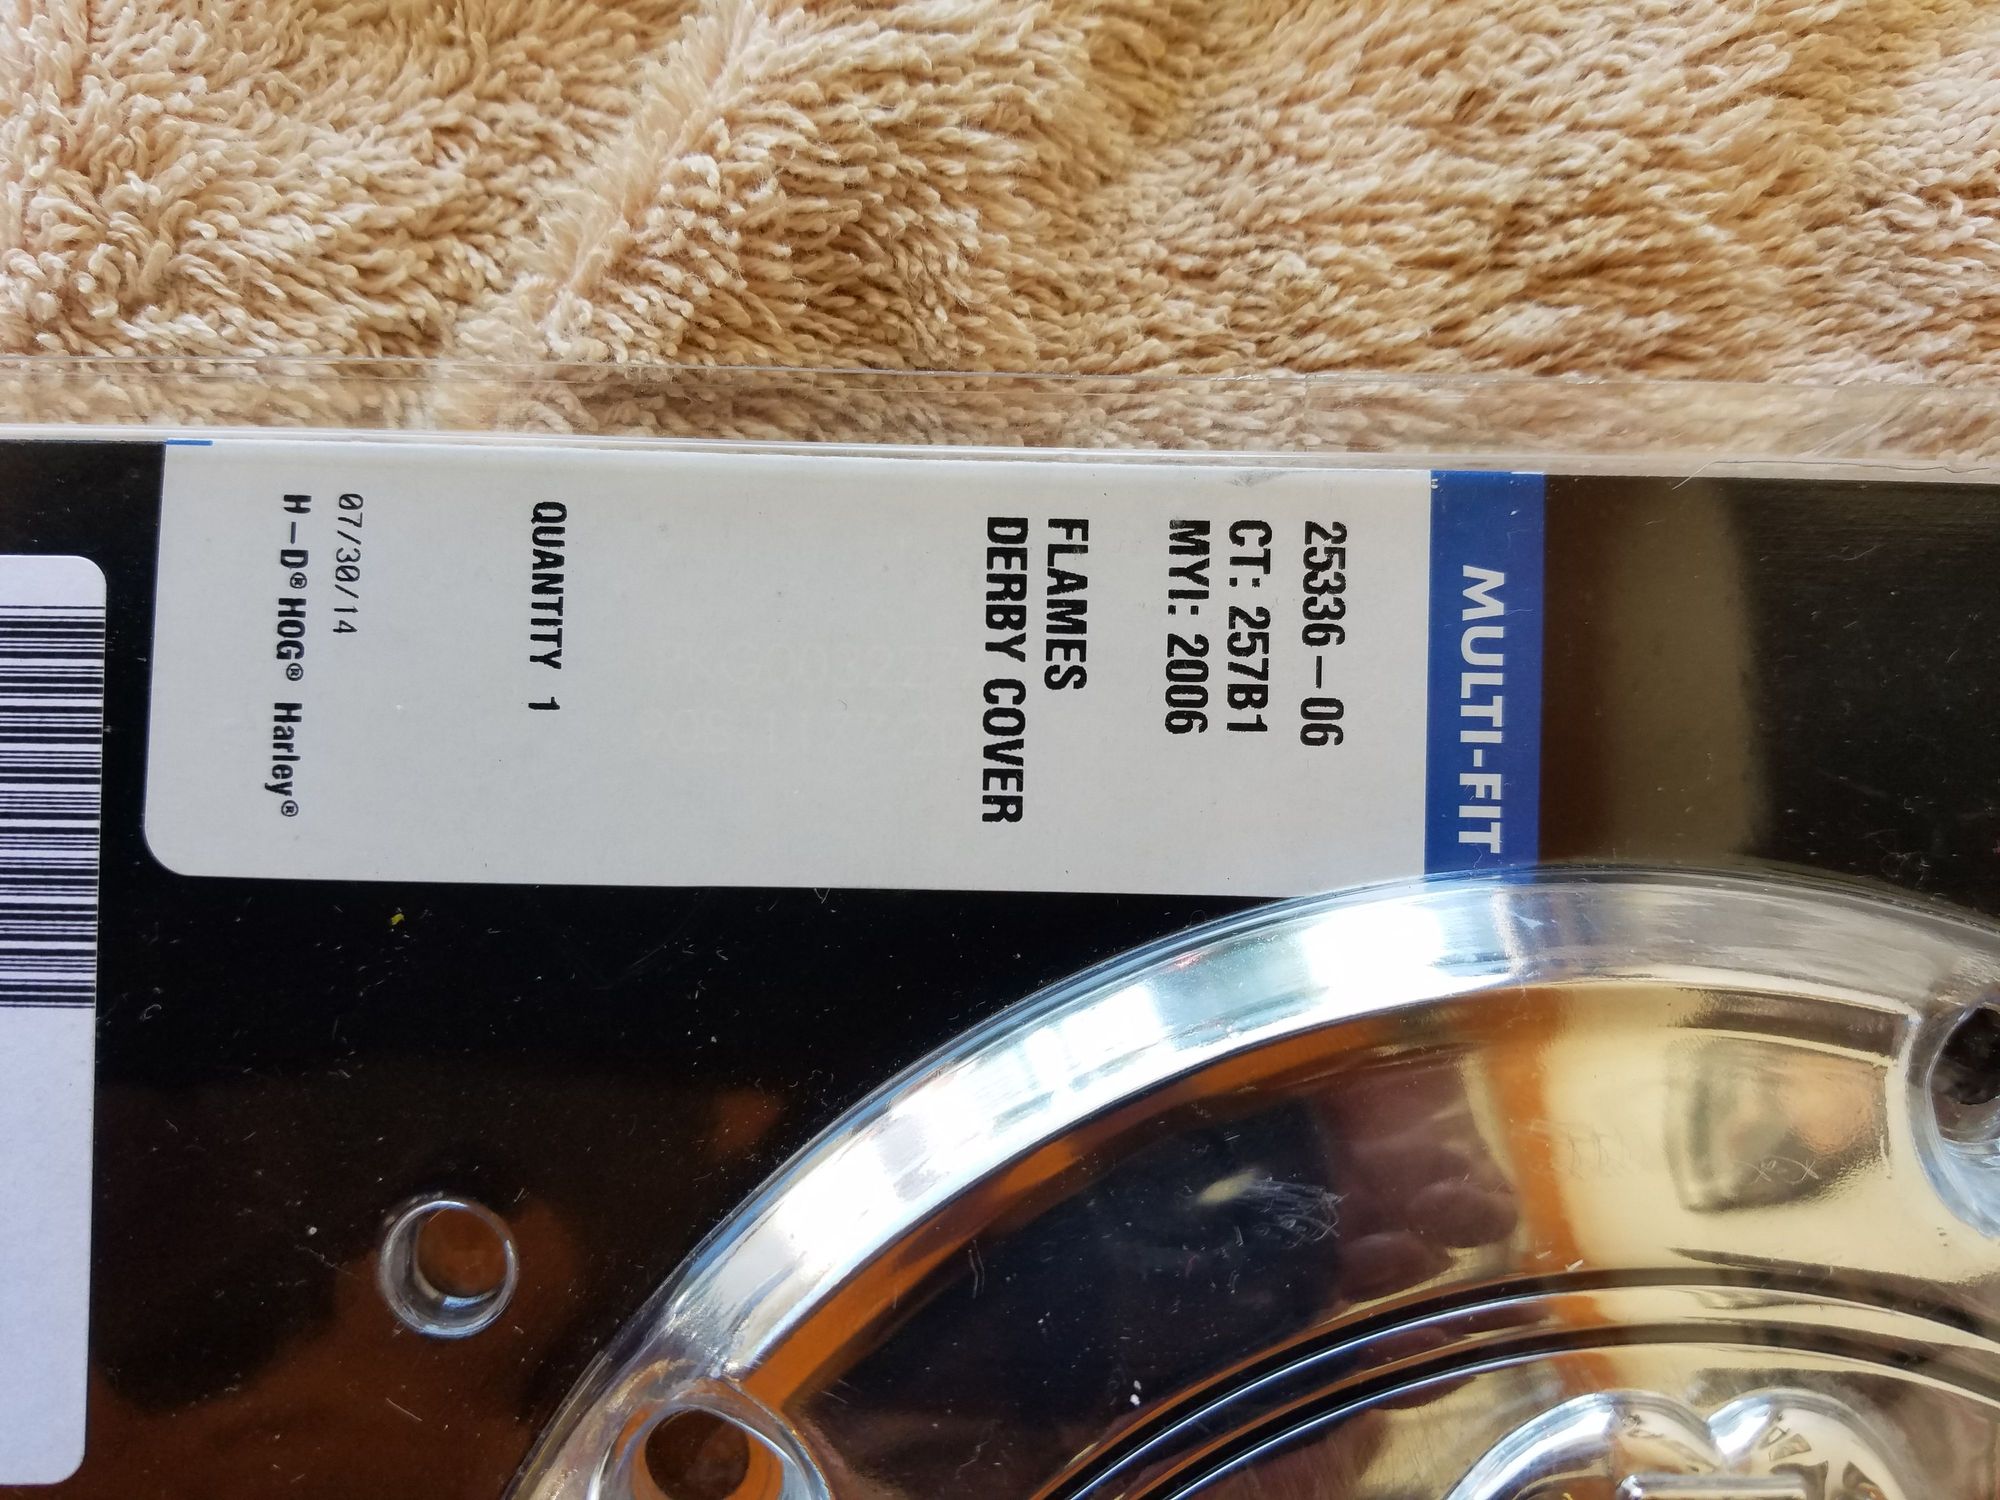 MULTI-FIT
25336-06
CT: 257B1
MYI: 2006
FLAMES
DERBY COVER
QUANTITY 1
07/30/14
H-D® HOG® Harley®